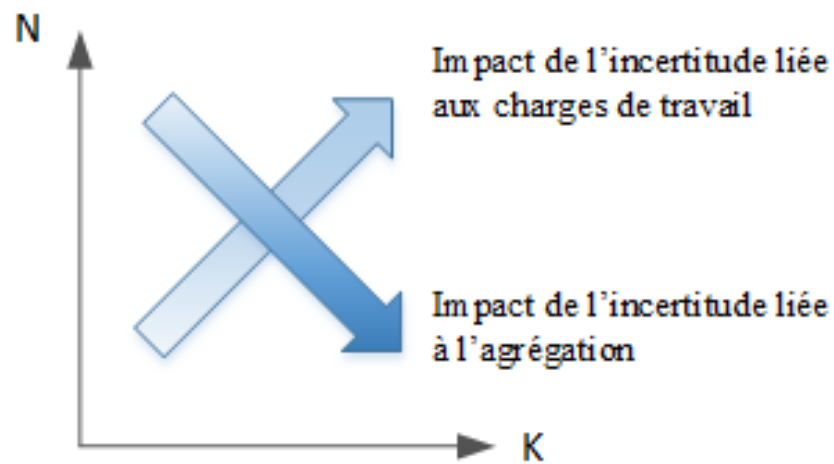 N
Impact de l’incertitude liée
aux charges de travail
Impact de l’incertitude liée
à l’agrégation
K